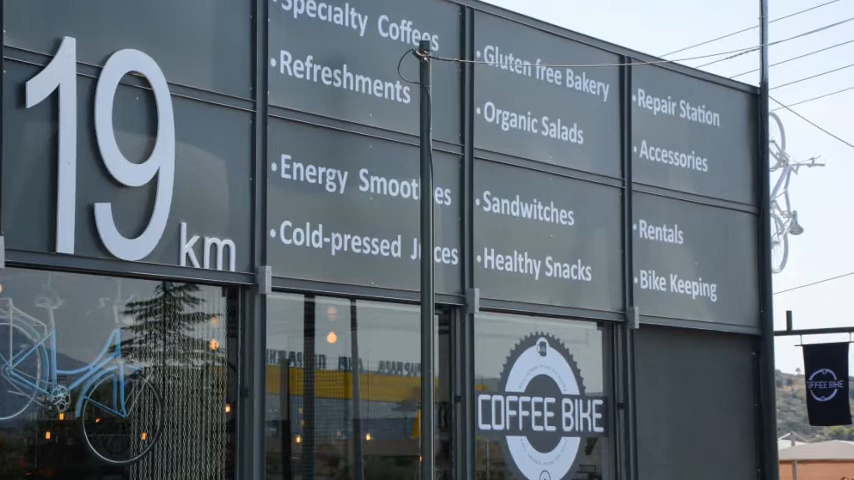 19 km
• Specialty Coffees
• Refreshments
• Energy Smoothies
• Cold-pressed Juices
• Gluten free Bakery
• Organic Salads
• Sandwitches
• Healthy Snacks
• Repair Station
• Accessories
• Rentals
• Bike Keeping
COFFEE BIKE
COFFEE BIKE